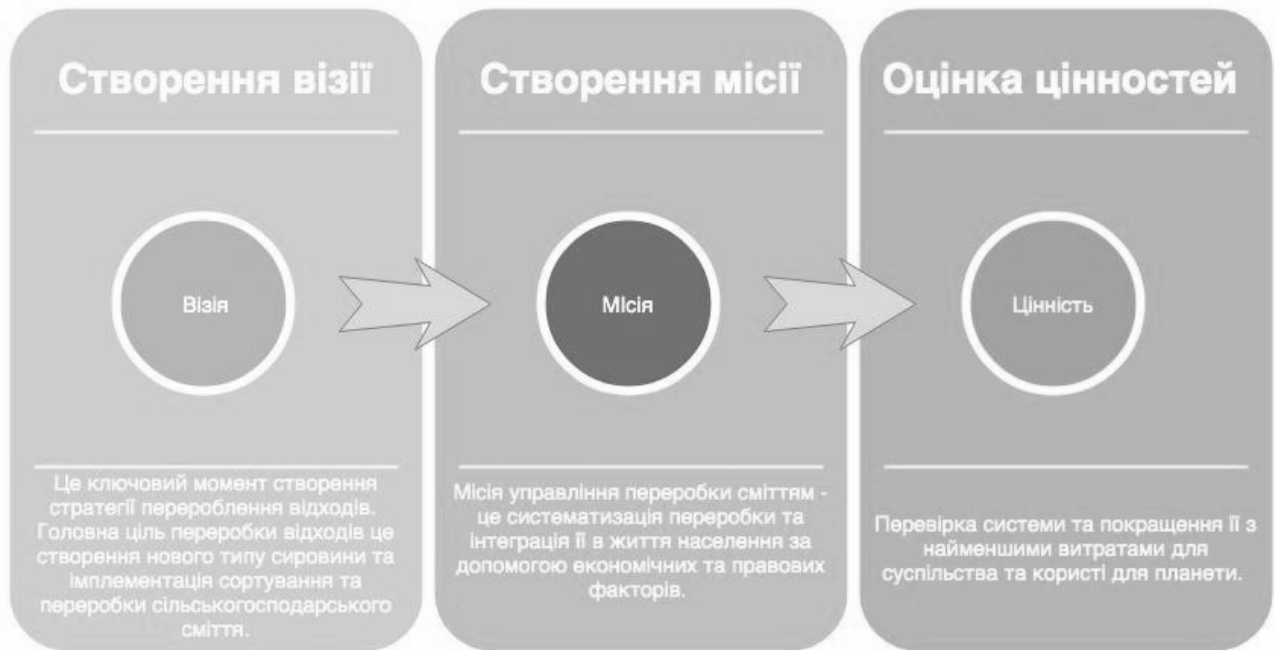 Створення візії
Візія
Це ключовий момент створення
стратегії перероблення відходів.
Головна ціль переробки відходів це
створення нового типу сировини та
імплементація сортування та
переробки сільськогосподарського
сміття.
Створення місії
МІсія
Місія управління переробки сміттям -
це систематизація переробки та
інтеграція її в життя населення за
допомогою економічних та правових
факторів.
Оцінка цінностей
Цінність
Перевірка системи та покращення її з
найменшими витратами для
суспільства та користі для планети.